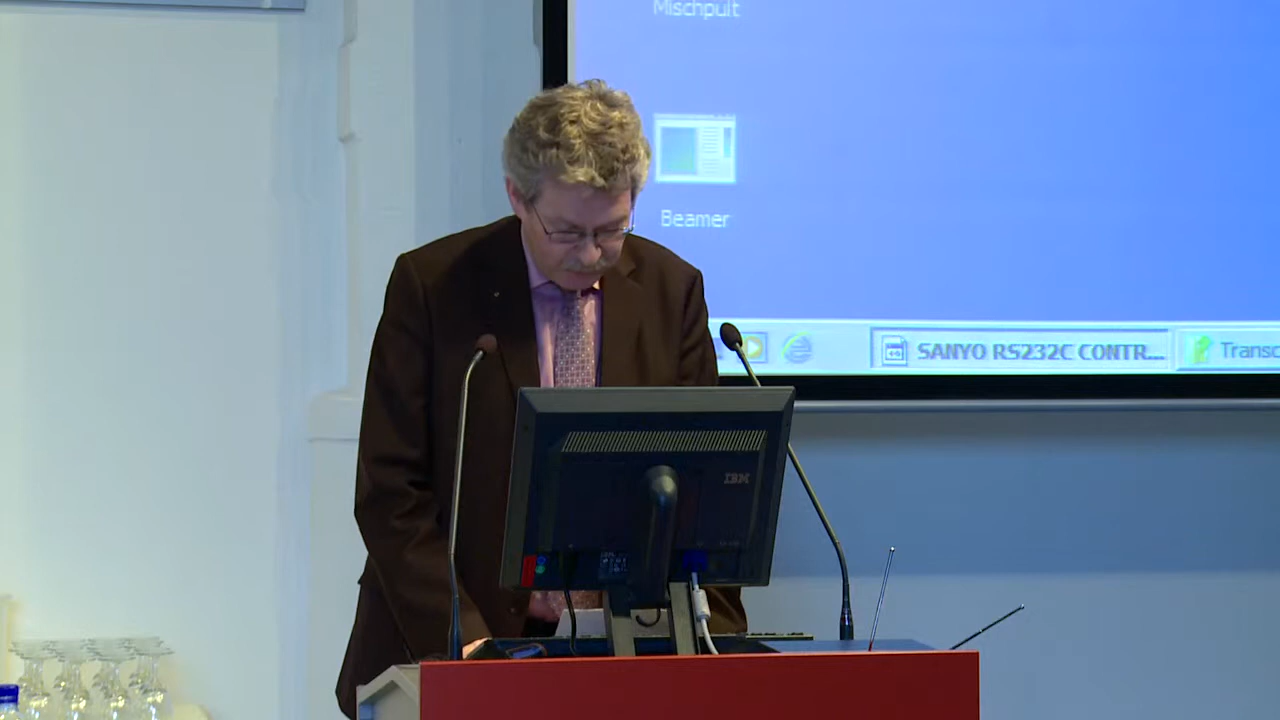 Mischpult
Beamer
SANYO RS232C CONTR...
Transc
IBM